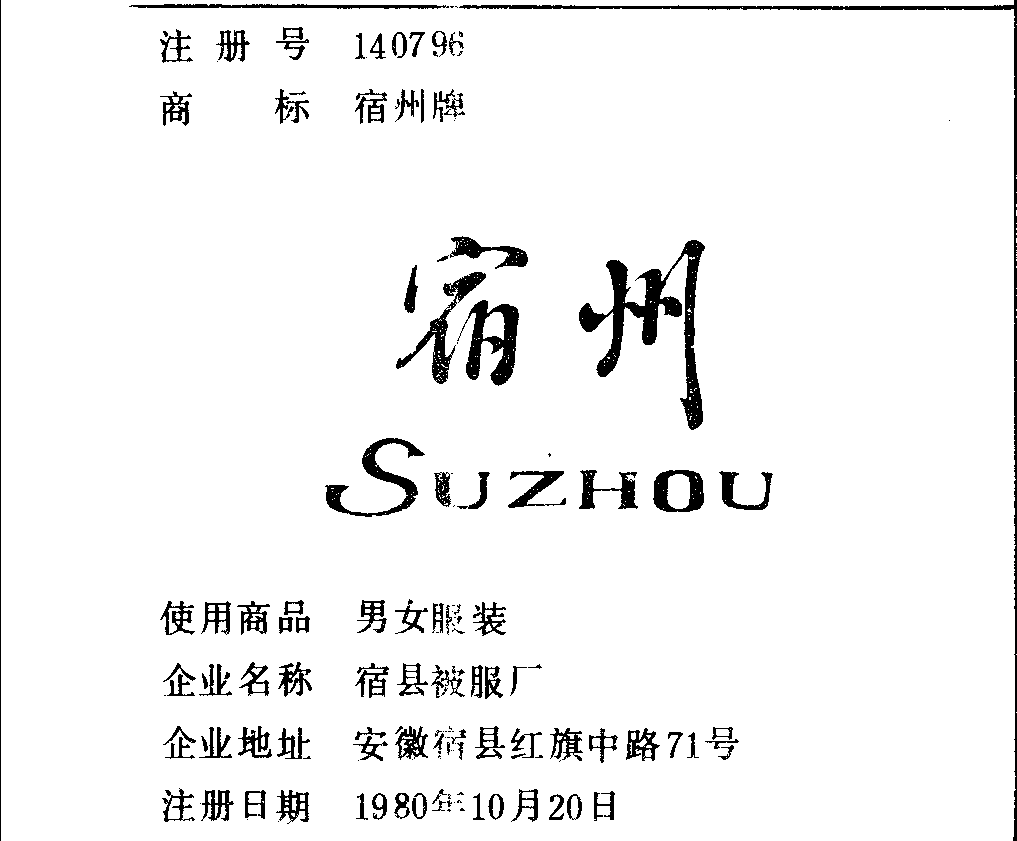 注册号 140796
商标 宿州牌
宿州
SUZHOU
使用商品 男女服装
企业名称 宿县被服厂
企业地址 安徽宿县红旗中路71号
注册日期 1980年10月20日